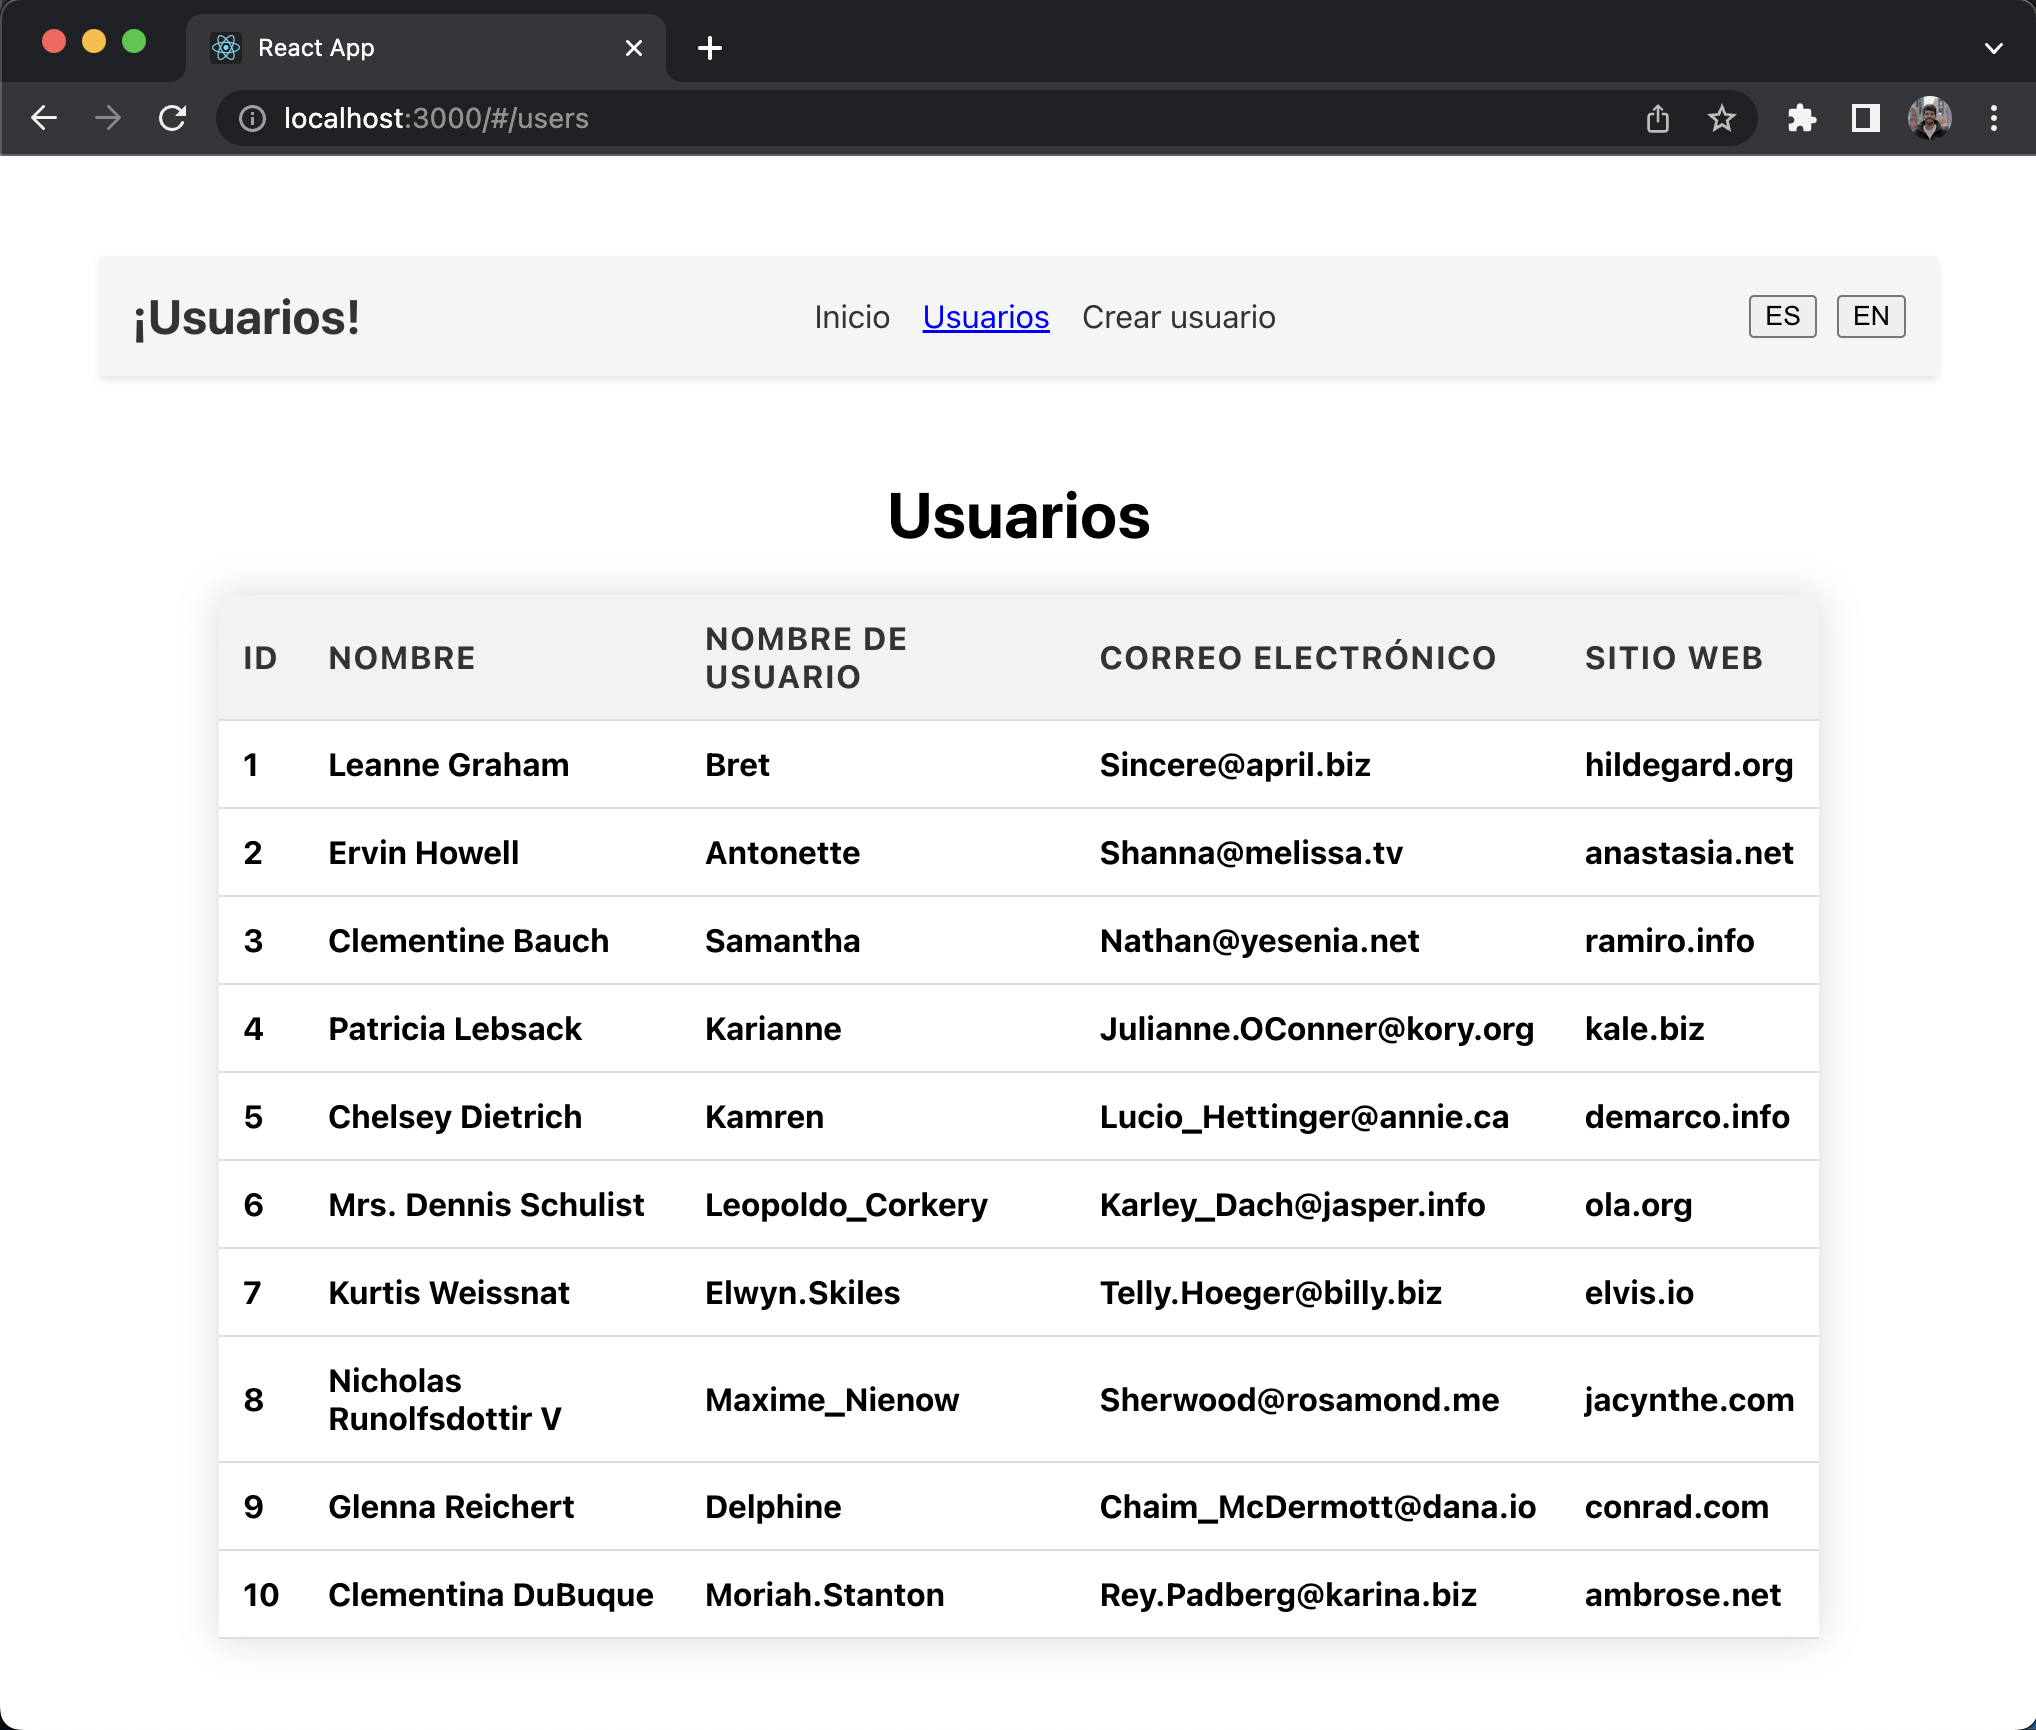 React App
localhost:3000/#/users
¡Usuarios!
Inicio Usuarios Crear usuario
ES EN
Usuarios
ID NOMBRE NOMBRE DE USUARIO CORREO ELECTRÓNICO SITIO WEB
1 Leanne Graham Bret Sincere@april.biz hildegard.org
2 Ervin Howell Antonette Shanna@melissa.tv anastasia.net
3 Clementine Bauch Samantha Nathan@yesenia.net ramiro.info
4 Patricia Lebsack Karianne Julianne.OConner@kory.org kale.biz
5 Chelsey Dietrich Kamren Lucio_Hettinger@annie.ca demarco.info
6 Mrs. Dennis Schulist Leopoldo_Corkery Karley_Dach@jasper.info ola.org
7 Kurtis Weissnat Elwyn.Skiles Telly.Hoeger@billy.biz elvis.io
8 Nicholas Runolfsdottir V Maxime_Nienow Sherwood@rosamond.me jacynthe.com
9 Glenna Reichert Delphine Chaim_McDermott@dana.io conrad.com
10 Clementina DuBuque Moriah.Stanton Rey.Padberg@karina.biz ambrose.net